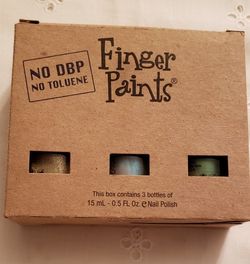 NO DBP
NO TOLUENE
Finger
Paints®
This box contains 3 bottles of
15 mL - 0.5 FL Oz. ℮ Nail Polish